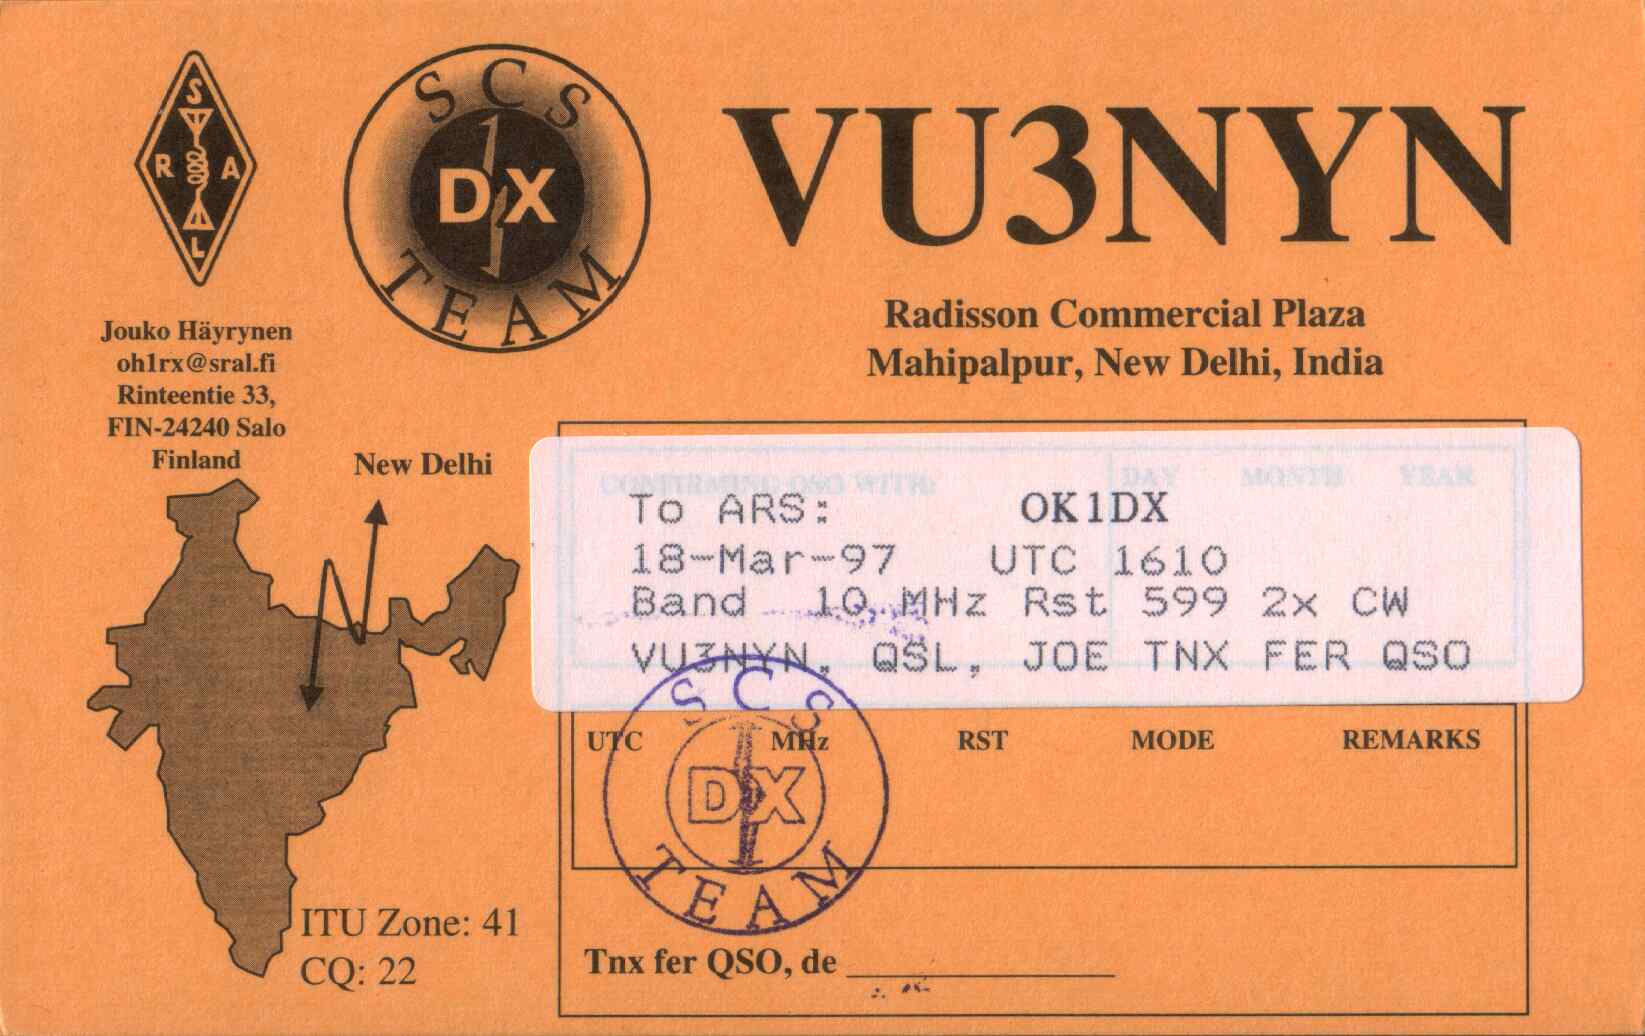 S
R A
L
SCS
DX
TEAM
VU3NYN
Radisson Commercial Plaza
Mahipalpur, New Delhi, India
Jouko Häyrynen
oh1rx@sral.fi
Rinteentie 33,
FIN-24240 Salo
Finland
New Delhi
ITU Zone: 41
CQ: 22
CONFIRMING QSO WITH: DAY MONTH YEAR
To ARS: OK1DX
18-Mar-97 UTC 1610
Band 10 MHz Rst 599 2x CW
VU3NYN, QSL, JOE TNX FER QSO
UTC MHz RST MODE REMARKS
SCS
DX
TEAM
Tnx fer QSO, de